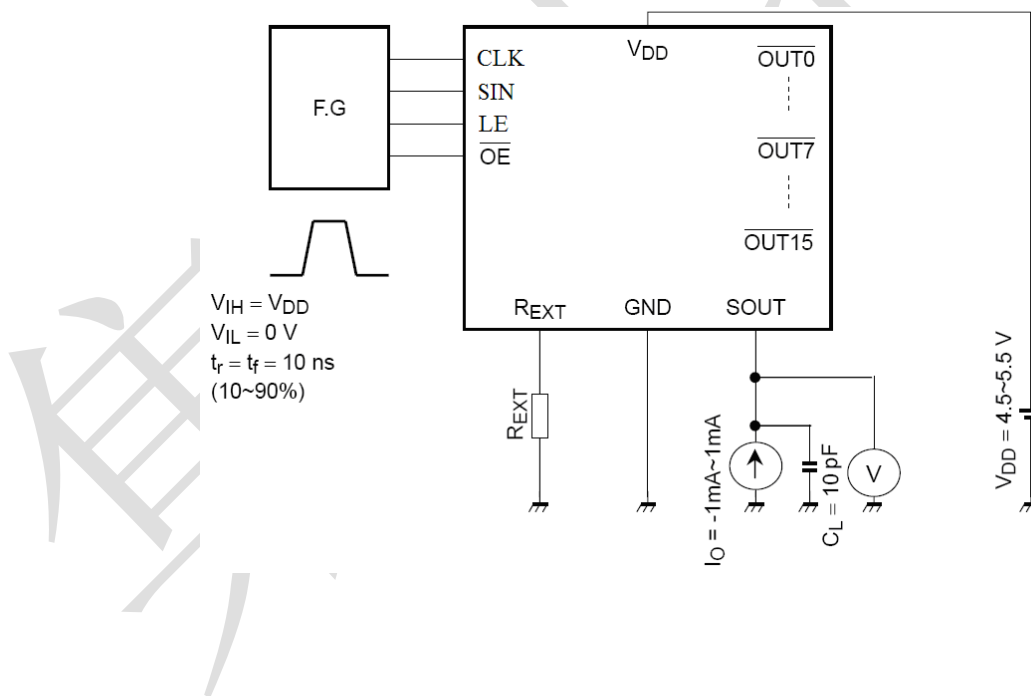 F.G
CLK
SIN
LE
OE
VDD
OUT0
OUT7
OUT15
REXT
GND
SOUT
VIH = VDD
VIL = 0 V
tr = tf = 10 ns
(10~90%)
REXT
IO = -1mA~1mA
CL = 10 pF
V
VDD = 4.5~5.5 V